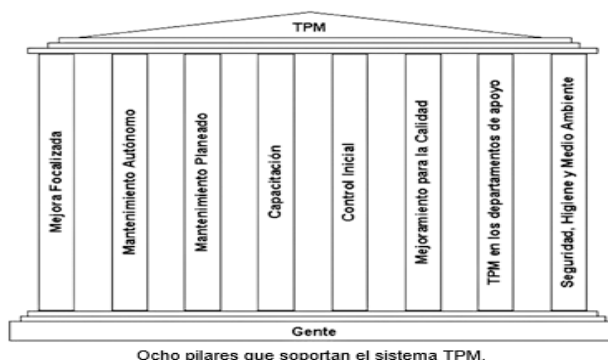 TPM
Mejora Focalizada
Mantenimiento Autónomo
Mantenimiento Planeado
Capacitación
Control Inicial
Mejoramiento para la Calidad
TPM en los departamentos de apoyo
Seguridad, Higiene y Medio Ambiente
Gente
Ocho pilares que soportan el sistema TPM.